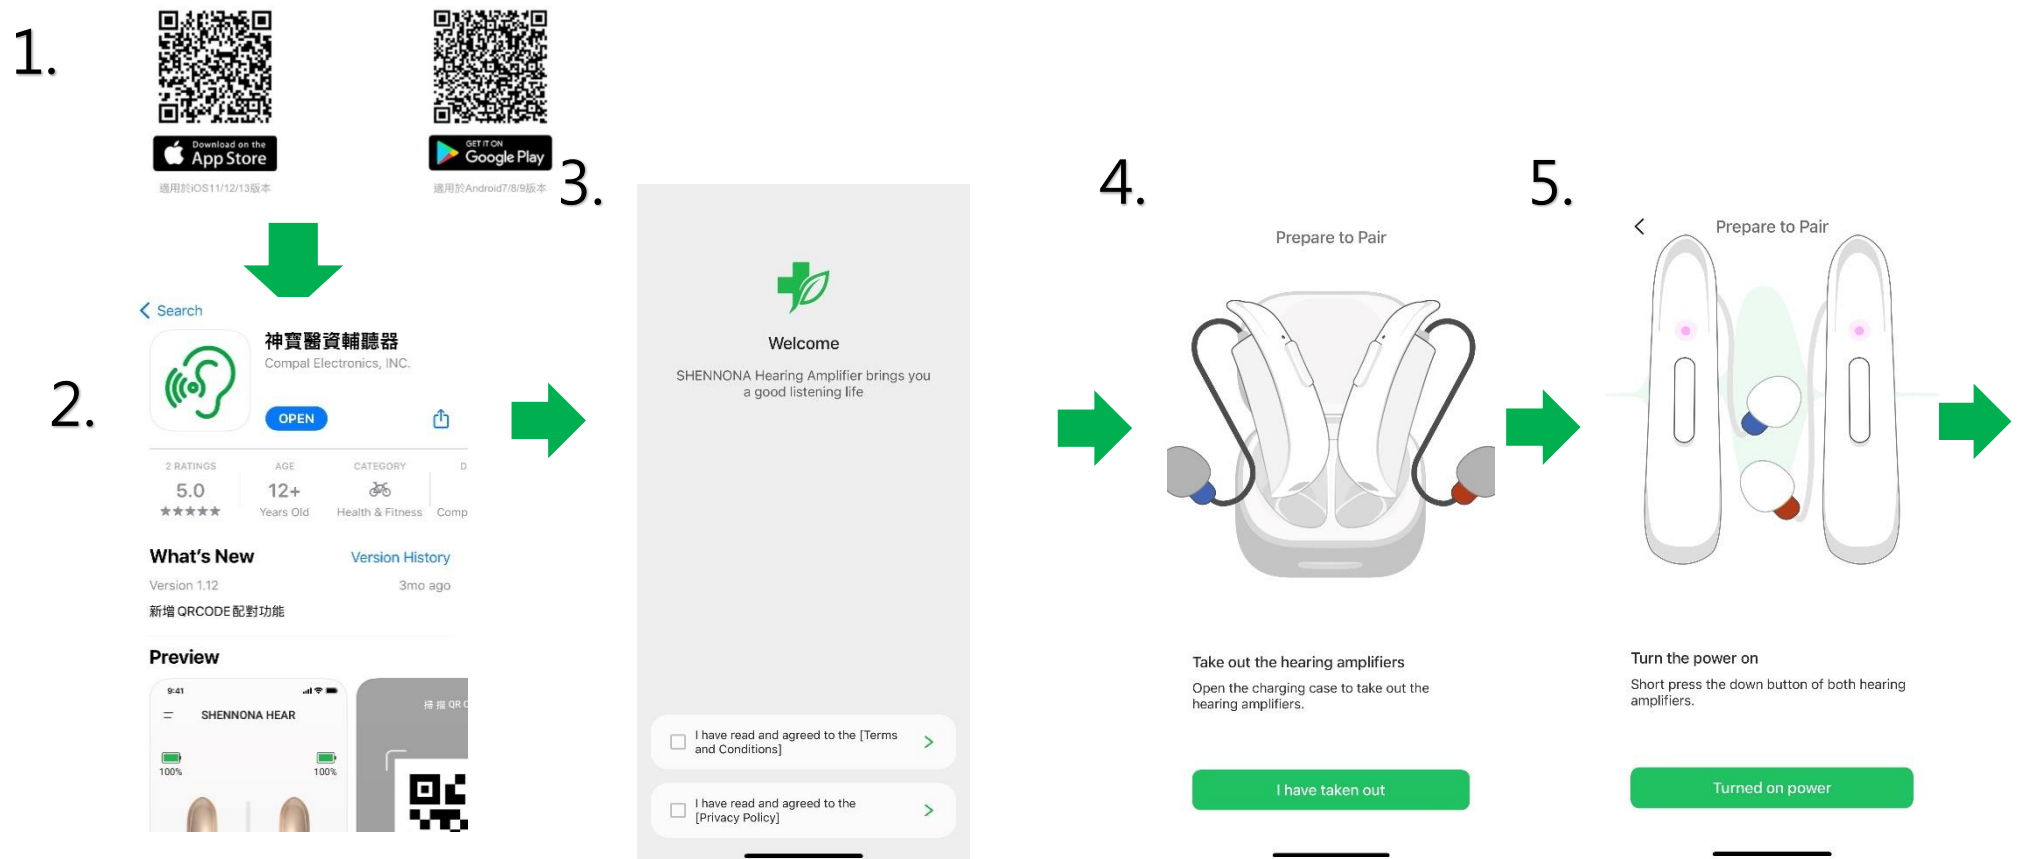 1.
Download on the
App Store
適用於iOS11/12/13版本
GET IT ON
Google Play
適用於Android7/8/9版本
2.
Search
神寶醫資輔聽器
Compal Electronics, INC.
OPEN
2 RATINGS
5.0
★★★★★
AGE
12+
Years Old
CATEGORY
Health & Fitness
D
Comp
What's New
Version History
Version 1.12
3mo ago
新增 QRCODE 配對功能
Preview
9:41
SHENNONA HEAR
100%
100%
掃描 QR C
3.
Welcome
SHENNONA Hearing Amplifier brings you
a good listening life
I have read and agreed to the [Terms
and Conditions]
I have read and agreed to the
[Privacy Policy]
4.
Prepare to Pair
Take out the hearing amplifiers
Open the charging case to take out the
hearing amplifiers.
I have taken out
5.
Prepare to Pair
Turn the power on
Short press the down button of both hearing
amplifiers.
Turned on power